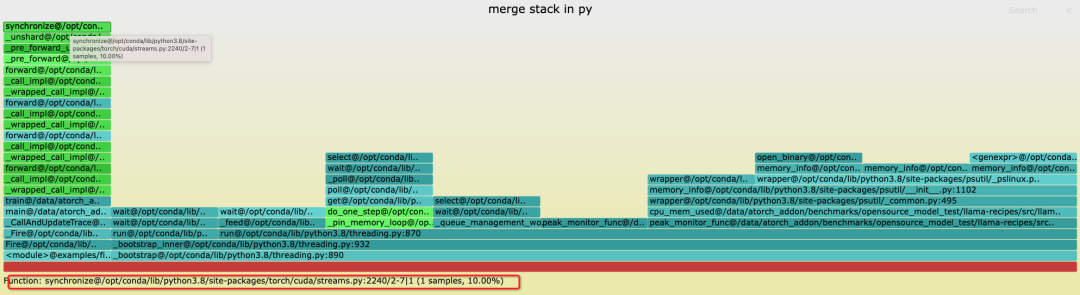 merge stack in py
Search
ic
synchronize@/opt/con..
_unshard@/opt/con..
synchronize@/opt/conda/lib/python3.8/site-
packages/torch/cuda/streams.py:2240/2-7|1 (1
samples, 10.00%)
_pre_forward_u
_pre_forward@/
forward@/opt/conda/l..
_call_impl@/opt/cond..
_wrapped_call_impl@/..
forward@/opt/conda/l..
_call_impl@/opt/cond..
_wrapped_call_impl@/..
forward@/opt/conda/l..
_call_impl@/opt/cond..
_wrapped_call_impl@/.. select@/opt/conda/li.. open_binary@/opt/con.. <genexpr>@/opt/conda..
forward@/opt/conda/l.. wait@/opt/conda/lib/.. memory_info@/opt/con.. memory_info@/opt/con.. memory_info@/opt/con..
_call_impl@/opt/cond.. _poll@/opt/conda/lib.. wrapper@/opt/conda/l.. wrapper@/opt/conda/lib/python3.8/site-packages/psutil/_pslinux.p..
_wrapped_call_impl@/.. poll@/opt/conda/lib/.. memory_info@/opt/conda/lib/python3.8/site-packages/psutil/__init__.py:1102
train@/data/atorch_a.. get@/opt/conda/lib/p.. select@/opt/conda/li.. wrapper@/opt/conda/lib/python3.8/site-packages/psutil/_common.py:495
main@/data/atorch_ad.. wait@/opt/conda/lib/.. wait@/opt/conda/lib/.. do_one_step@/opt/con.. wait@/opt/conda/lib/.. cpu_mem_used@/data/atorch_addon/benchmarks/opensource_model_test/llama-recipes/src/llam..
_CallAndUpdateTrace@.. wait@/opt/conda/lib/.. _feed@/opt/conda/lib.. _pin_memory_loop@/op.. _queue_management_wo.. peak_monitor_func@/d.. peak_monitor_func@/data/atorch_addon/benchmarks/opensource_model_test/llama-recipes/src..
_Fire@/opt/conda/lib.. run@/opt/conda/lib/p.. run@/opt/conda/lib/python3.8/threading.py:870
Fire@/opt/conda/lib/.. _bootstrap_inner@/opt/conda/lib/python3.8/threading.py:932
<module>@examples/fi.. _bootstrap@/opt/conda/lib/python3.8/threading.py:890
Function: synchronize@/opt/conda/lib/python3.8/site-packages/torch/cuda/streams.py:2240/2-7|1 (1 samples, 10.00%)